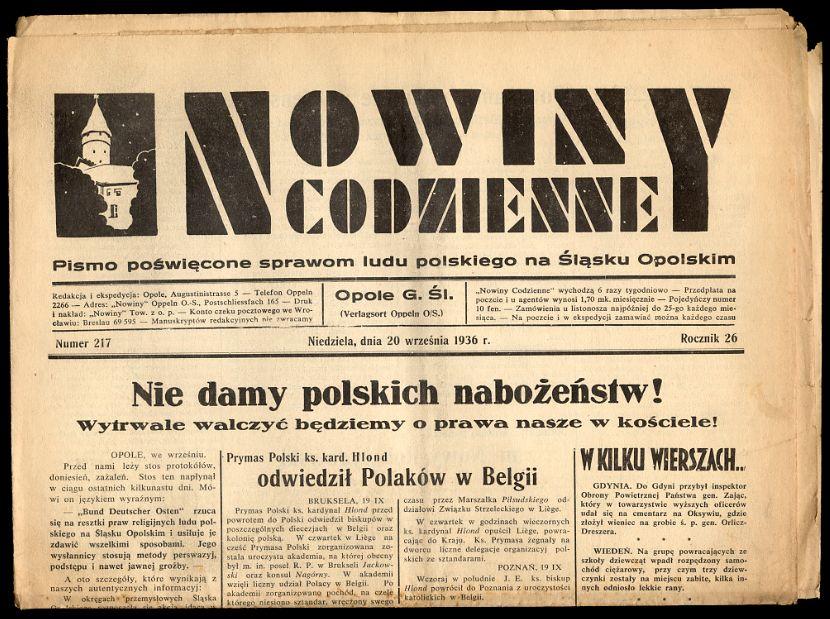 NOWINY
CODZIENNE
Pismo poświęcone sprawom ludu polskiego na Śląsku Opolskim
Redakcja i ekspedycja: Opole, Augustinistrasse 5 — Telefon Oppeln
2266 — Adres: „Nowiny" Oppeln O.-S., Postschliessfach 165 — Druk
i nakład: „Nowiny" Tow. z o. p. — Konto czeku pocztowego we Wro-
cławiu: Breslau 69 595 — Manuskryptów redakcyjnych nie zwracamy
Opole G. Śl.
(Verlagsort Oppeln O/S.)
„Nowiny Codzienne" wychodzą 6 razy tygodniowo — Przedpłata na
poczcie i u agentów wynosi 1,70 mk. miesięcznie — Pojedyńczy numer
10 fen. — Zamówienia u listonosza najpóźniej do 25-go każdego mie-
siąca. — Na poczcie i w ekspedycji zamawiać można każdego czasu
Numer 217
Niedziela, dnia 20 września 1936 r.
Rocznik 26
Nie damy polskich nabożeństw!
Wytrwale walczyć będziemy o prawa nasze w kościele!
OPOLE, we wrześniu.
Przed nami leży stos protokółów,
doniesień, zażaleń. Stos ten napłynął
w ciągu ostatnich kilkunastu dni. Mó-
wi on językiem wyraźnym:
— „Bund Deutscher Osten" rzuca
się na resztki praw religijnych ludu pol-
skiego na Śląsku Opolskim i usiłuje je
zdawić wszelkimi sposobami. Jego
wysłannicy stosują metody perswazyj,
podstępu i nawet jawnej groźby.
A oto szczegóły, które wynikają z
naszych autentycznych informacyj:
W okręgach przemysłowych Śląska
Prymas Polski ks. kard. Hlond
odwiedził Polaków w Belgii
BRUKSELA, 19 IX
Prymas Polski ks. kardynał Hlond przed
powrotem do Polski odwiedził biskupów w
poszczególnych diecezjach w Belgii oraz
kolonię polską. W czwartek w Liège na
cześć Prymasa Polski zorganizowana zo-
stała uroczysta akademia, na której obecny
był m. in. poseł R. P. w Brukseli Jackow-
ski oraz konsul Nagórny. W akademii
wzięli liczny udział Polacy w Belgii. Po
akademii zorganizowano pochód, na czele
którego niesiono sztandar, wręczony swego
czasu przez Marszałka Piłsudskiego od-
działowi Związku Strzeleckiego w Liège.
W czwartek w godzinach wieczornych
ks. kardynał Hlond opuścił Liège, powra-
cając do Kraju. Ks. Prymasa żegnały na
dworcu liczne delegacje organizacyj pol-
skich ze sztandarami.
POZNAŃ, 19 IX
Wczoraj w południe J. E. ks. biskup
Hlond powrócił do Poznania z uroczystości
katolickich w Belgii.
W KILKU WIERSZACH..
GDYNIA. Do Gdyni przybył inspektor
Obrony Powietrznej Państwa gen. Zając,
który w towarzystwie wyższych oficerów
udał się na cmentarz na Oksywiu, gdzie
złożył wieniec na grobie ś. p. gen. Orlicz-
Dreszera.
WIEDEŃ. Na grupę powracających ze
szkoły dziewcząt wpadł rozpędzony samo-
chód ciężarowy, przy czym trzy dziew-
czynki zostały na miejscu zabite, kilka in-
nych odniosło lekkie rany.